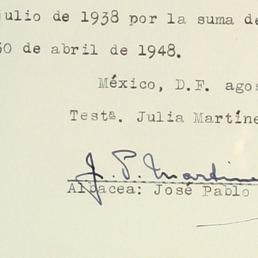 julio de 1938 por la suma de
30 de abril de 1948.
México, D.F. agos
Testª. Julia Martíne
J. P. Martine
Albacea: José Pablo